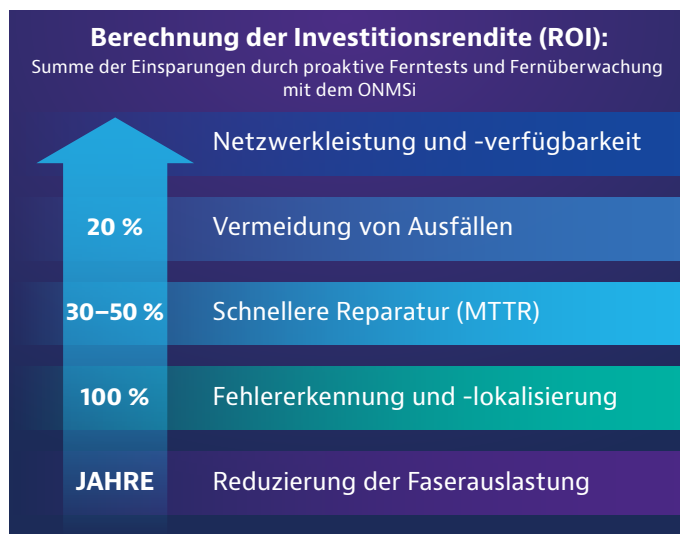 Berechnung der Investitionsrendite (ROI):
Summe der Einsparungen durch proaktive Ferntests und Fernüberwachung
mit dem ONMSi
Netzwerkleistung und -verfügbarkeit
20 % Vermeidung von Ausfällen
30–50 % Schnellere Reparatur (MTTR)
100 % Fehlererkennung und -lokalisierung
JAHRE Reduzierung der Faserauslastung